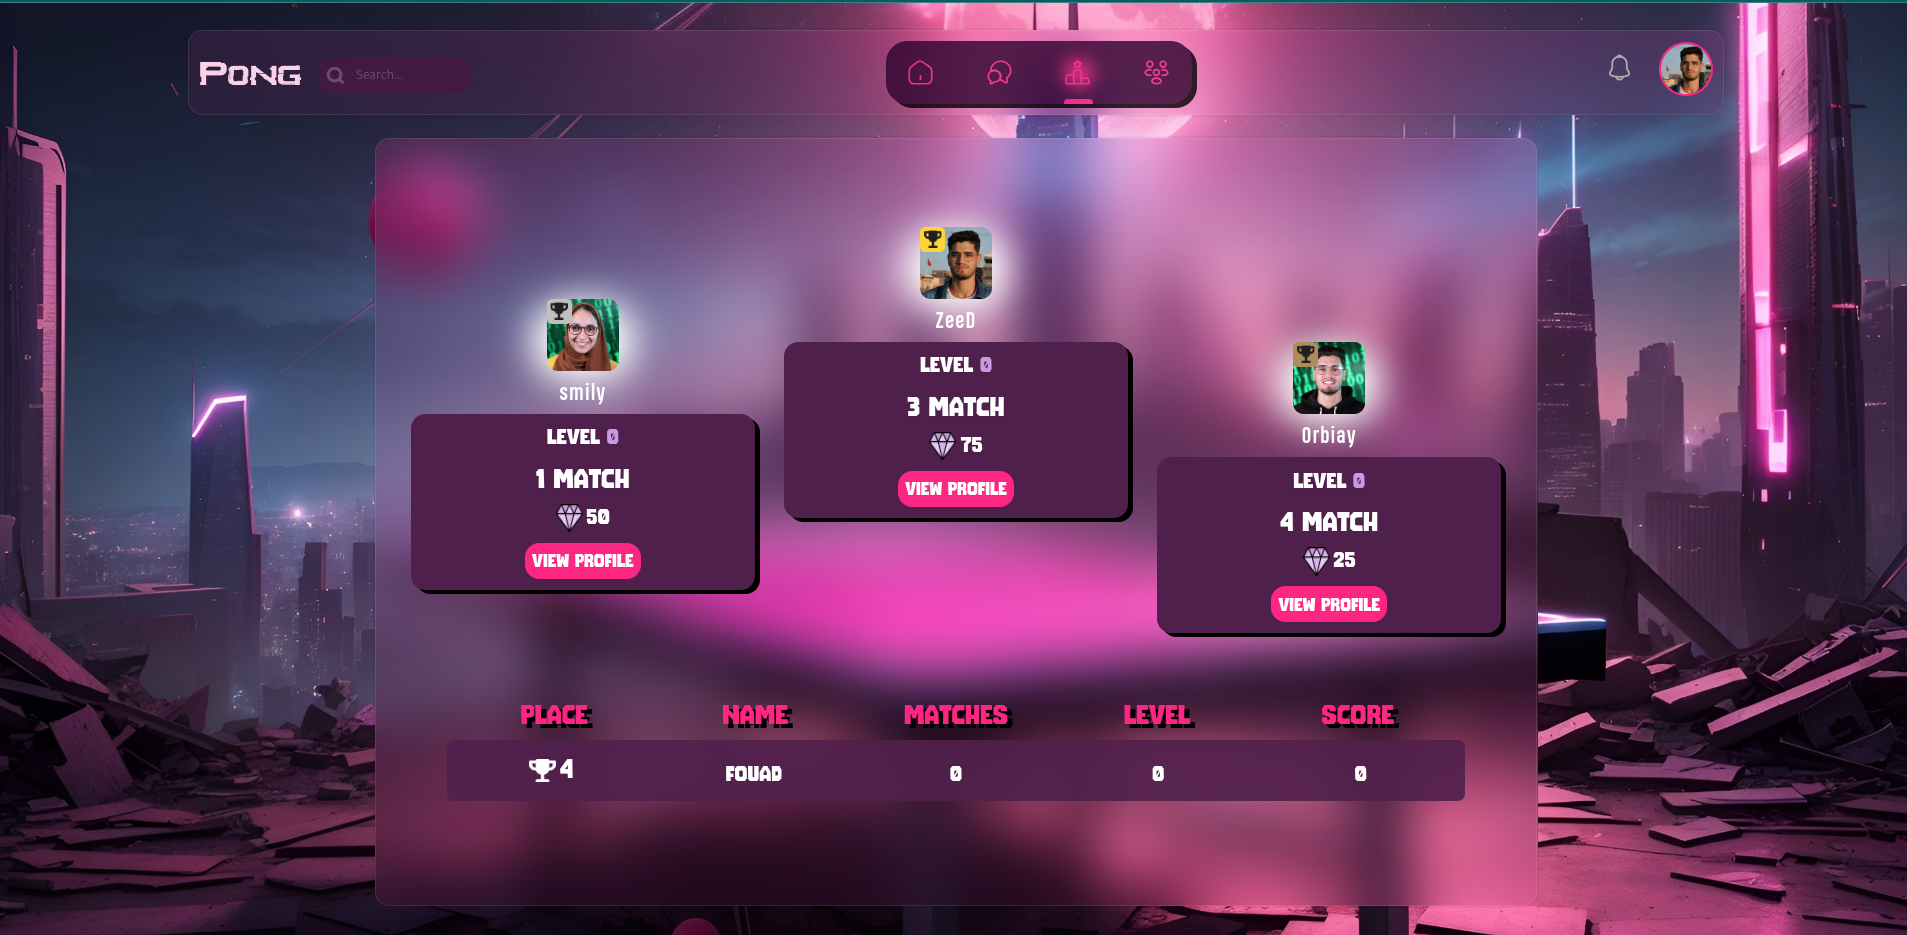 PONG
Search...
ZeeD
LEVEL 0
3 MATCH
75
VIEW PROFILE
smily
LEVEL 0
1 MATCH
50
VIEW PROFILE
Orbiay
LEVEL 0
4 MATCH
25
VIEW PROFILE
PLACE NAME MATCHES LEVEL SCORE
4 FOUAD 0 0 0